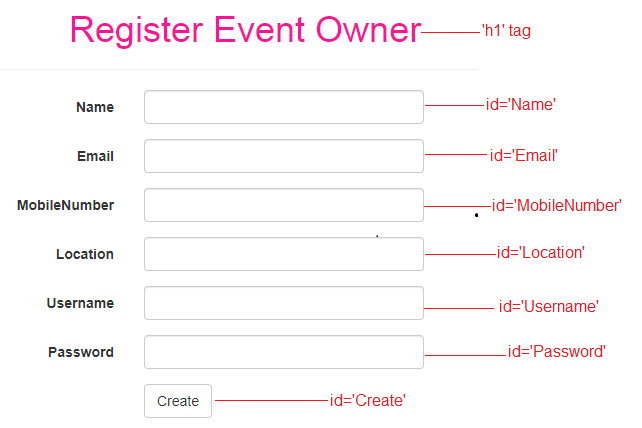 Register Event Owner 'h1' tag
Name id='Name'
Email id='Email'
MobileNumber id='MobileNumber'
Location id='Location'
Username id='Username'
Password id='Password'
Create id='Create'